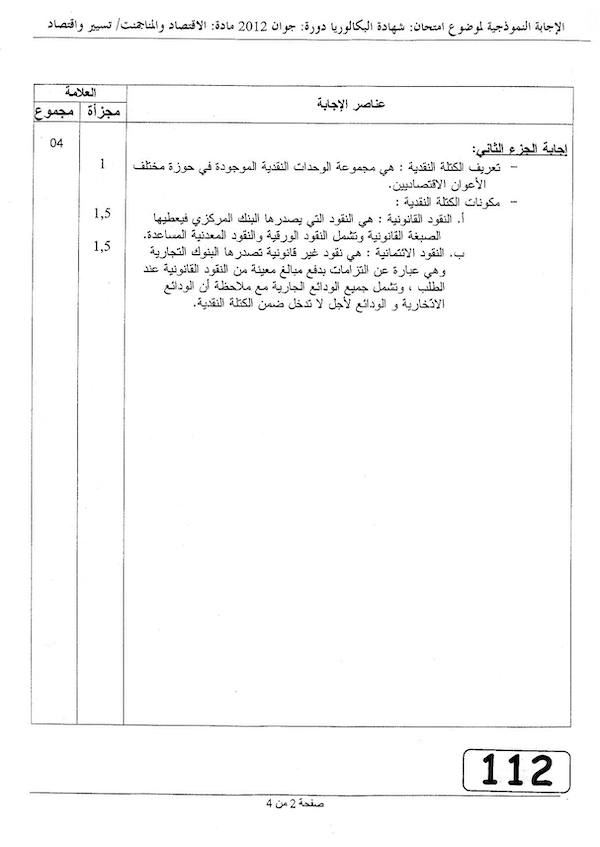 الإجابة النموذجية لموضوع امتحان: شهادة البكالوريا دورة: جوان 2012 مادة: الاقتصاد والمناجمنت/ تسيير واقتصاد
عناصر الإجابة
العلامة
مجزأة
مجموع
إجابة الجزء الثاني:
04
- تعريف الكتلة النقدية : هي مجموعة الوحدات النقدية الموجودة في حوزة مختلف
1
الأعوان الاقتصاديين.
- مكونات الكتلة النقدية :
أ. النقود القانونية : هي النقود التي يصدرها البنك المركزي فيعطيها
1,5
الصبغة القانونية وتشمل النقود الورقية والنقود المعدنية المساعدة.
ب. النقود الائتمانية : هي نقود غير قانونية تصدرها البنوك التجارية
1,5
وهي عبارة عن التزامات بدفع مبالغ معينة من النقود القانونية عند
الطلب ، وتشمل جميع الودائع الجارية مع ملاحظة أن الودائع
الادّخارية و الودائع لأجل لا تدخل ضمن الكتلة النقدية.
112
صفحة 2 من 4